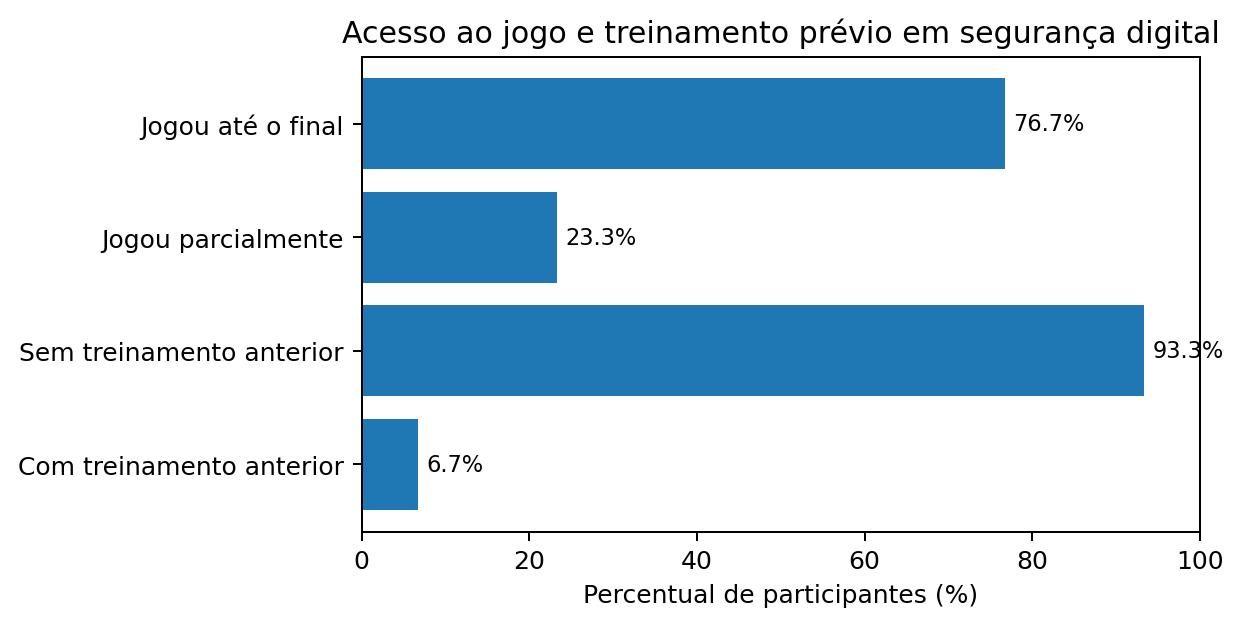 Acesso ao jogo e treinamento prévio em segurança digital
Jogou até o final
76.7%
Jogou parcialmente
23.3%
Sem treinamento anterior
93.3%
Com treinamento anterior
6.7%
0 20 40 60 80 100
Percentual de participantes (%)